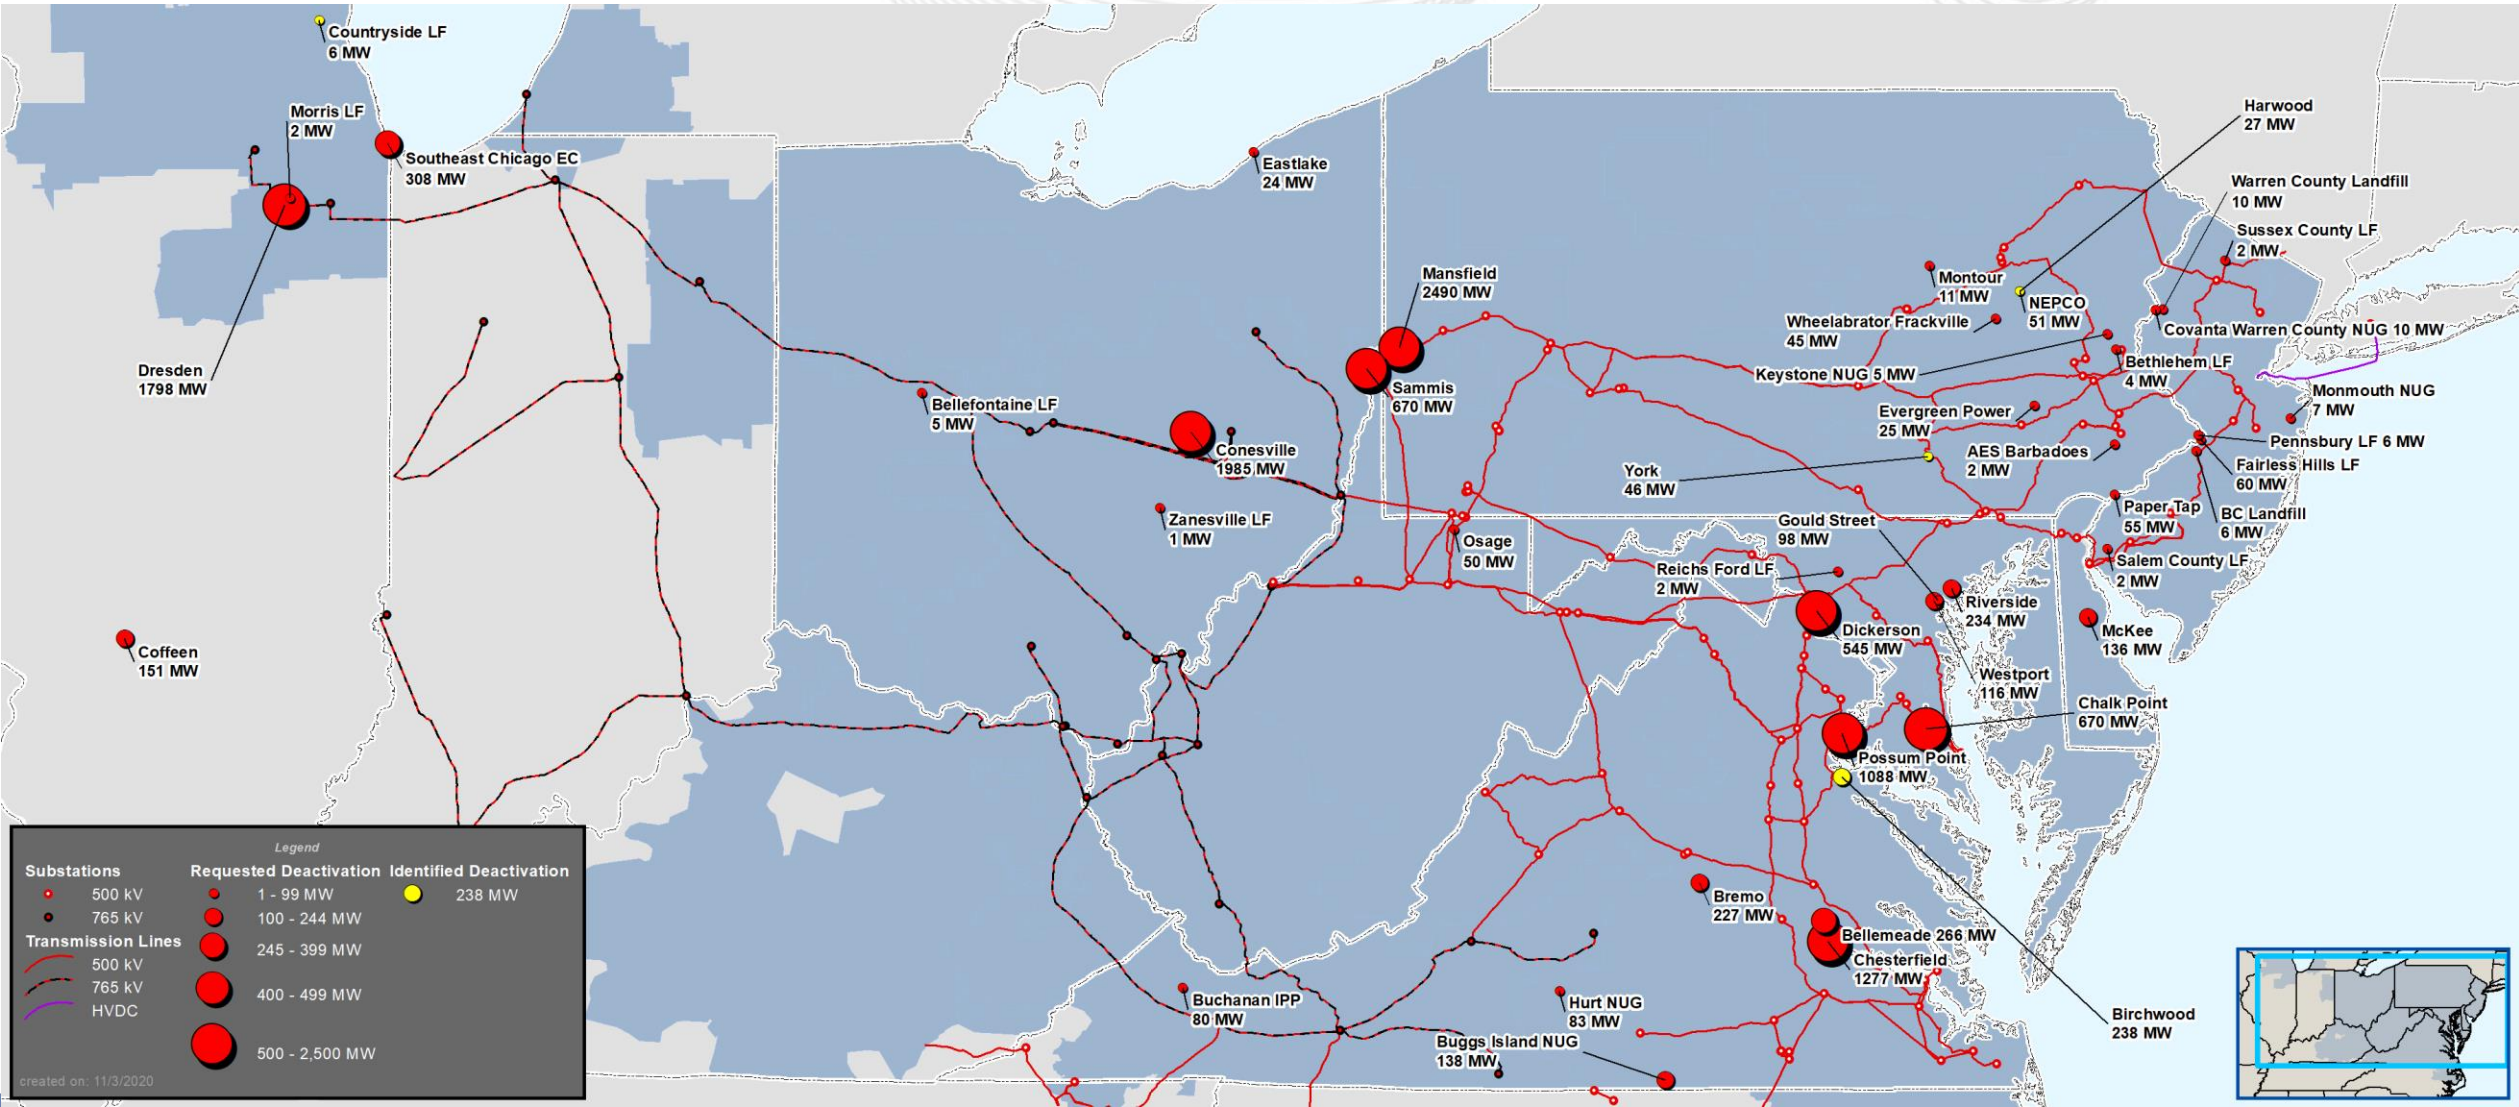 Countryside LF
6 MW
Morris LF
2 MW
Southeast Chicago EC
308 MW
Dresden
1798 MW
Coffeen
151 MW
Eastlake
24 MW
Mansfield
2490 MW
Sammis
670 MW
Bellefontaine LF
5 MW
Conesville
1985 MW
Zanesville LF
1 MW
Osage
50 MW
Harwood
27 MW
Warren County Landfill
10 MW
Sussex County LF
2 MW
Montour
11 MW
NEPCO
51 MW
Wheelabrator Frackville
45 MW
Covanta Warren County NUG 10 MW
Keystone NUG 5 MW
Bethlehem LF
4 MW
Monmouth NUG
7 MW
Evergreen Power
25 MW
AES Barbadoes
2 MW
Pennsbury LF 6 MW
Fairless Hills LF
60 MW
York
46 MW
Paper Tap
55 MW
BC Landfill
6 MW
Gould Street
98 MW
Salem County LF
2 MW
Reichs Ford LF
2 MW
Riverside
234 MW
McKee
136 MW
Dickerson
545 MW
Westport
116 MW
Chalk Point
670 MW
Possum Point
1088 MW
Bremo
227 MW
Bellemeade 266 MW
Chesterfield
1277 MW
Birchwood
238 MW
Buchanan IPP
80 MW
Hurt NUG
83 MW
Buggs Island NUG
138 MW
Legend
Substations
500 kV
765 kV
Transmission Lines
500 kV
765 kV
HVDC
Requested Deactivation
1 - 99 MW
100 - 244 MW
245 - 399 MW
400 - 499 MW
500 - 2,500 MW
Identified Deactivation
238 MW
created on: 11/3/2020